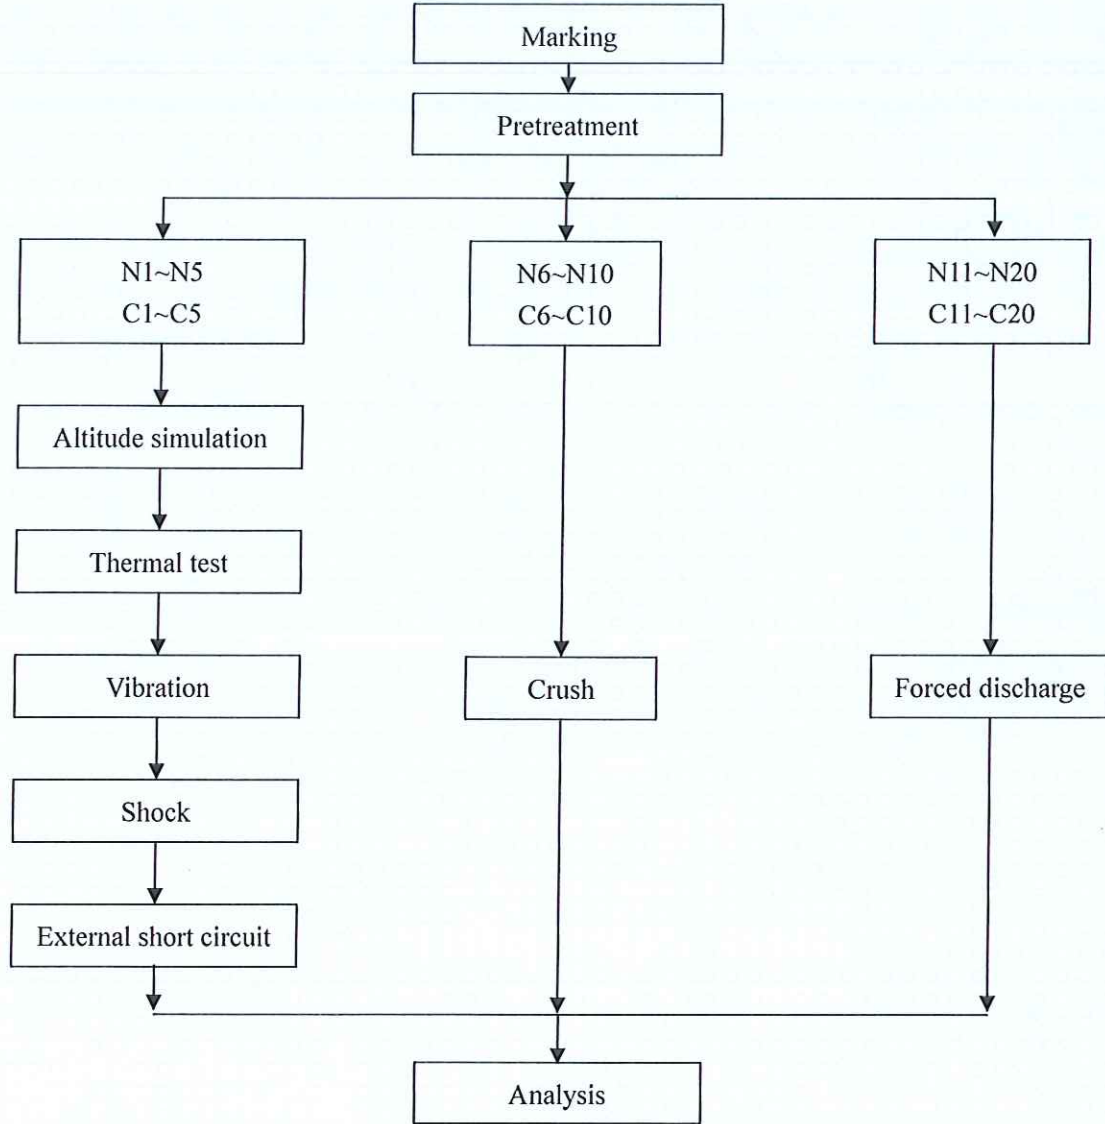 Marking
Pretreatment
N1~N5
C1~C5
N6~N10
C6~C10
N11~N20
C11~C20
Altitude simulation
Thermal test
Vibration
Crush
Forced discharge
Shock
External short circuit
Analysis